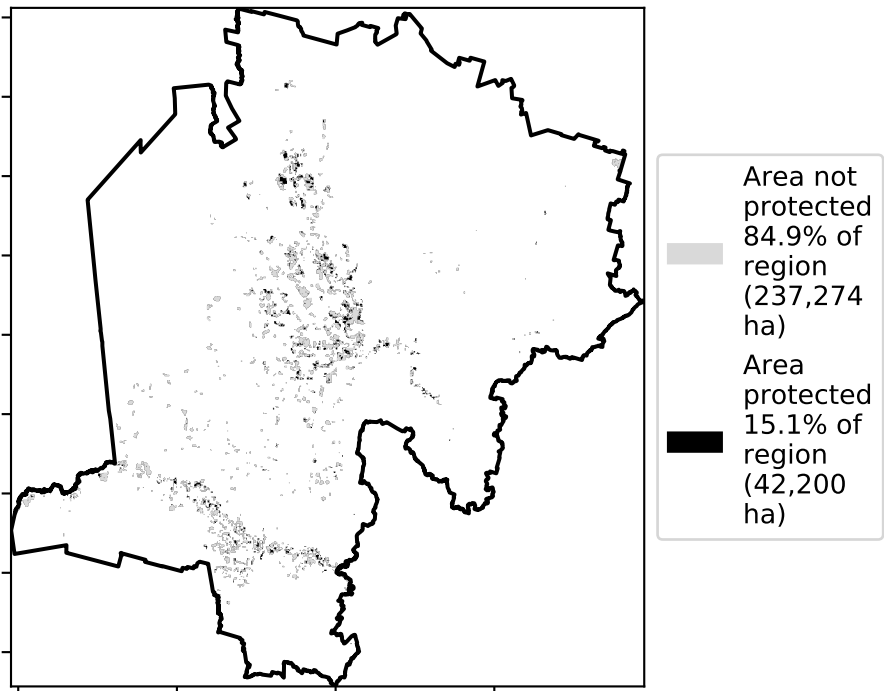 Area not
protected
84.9% of
region
(237,274
ha)
Area
protected
15.1% of
region
(42,200
ha)